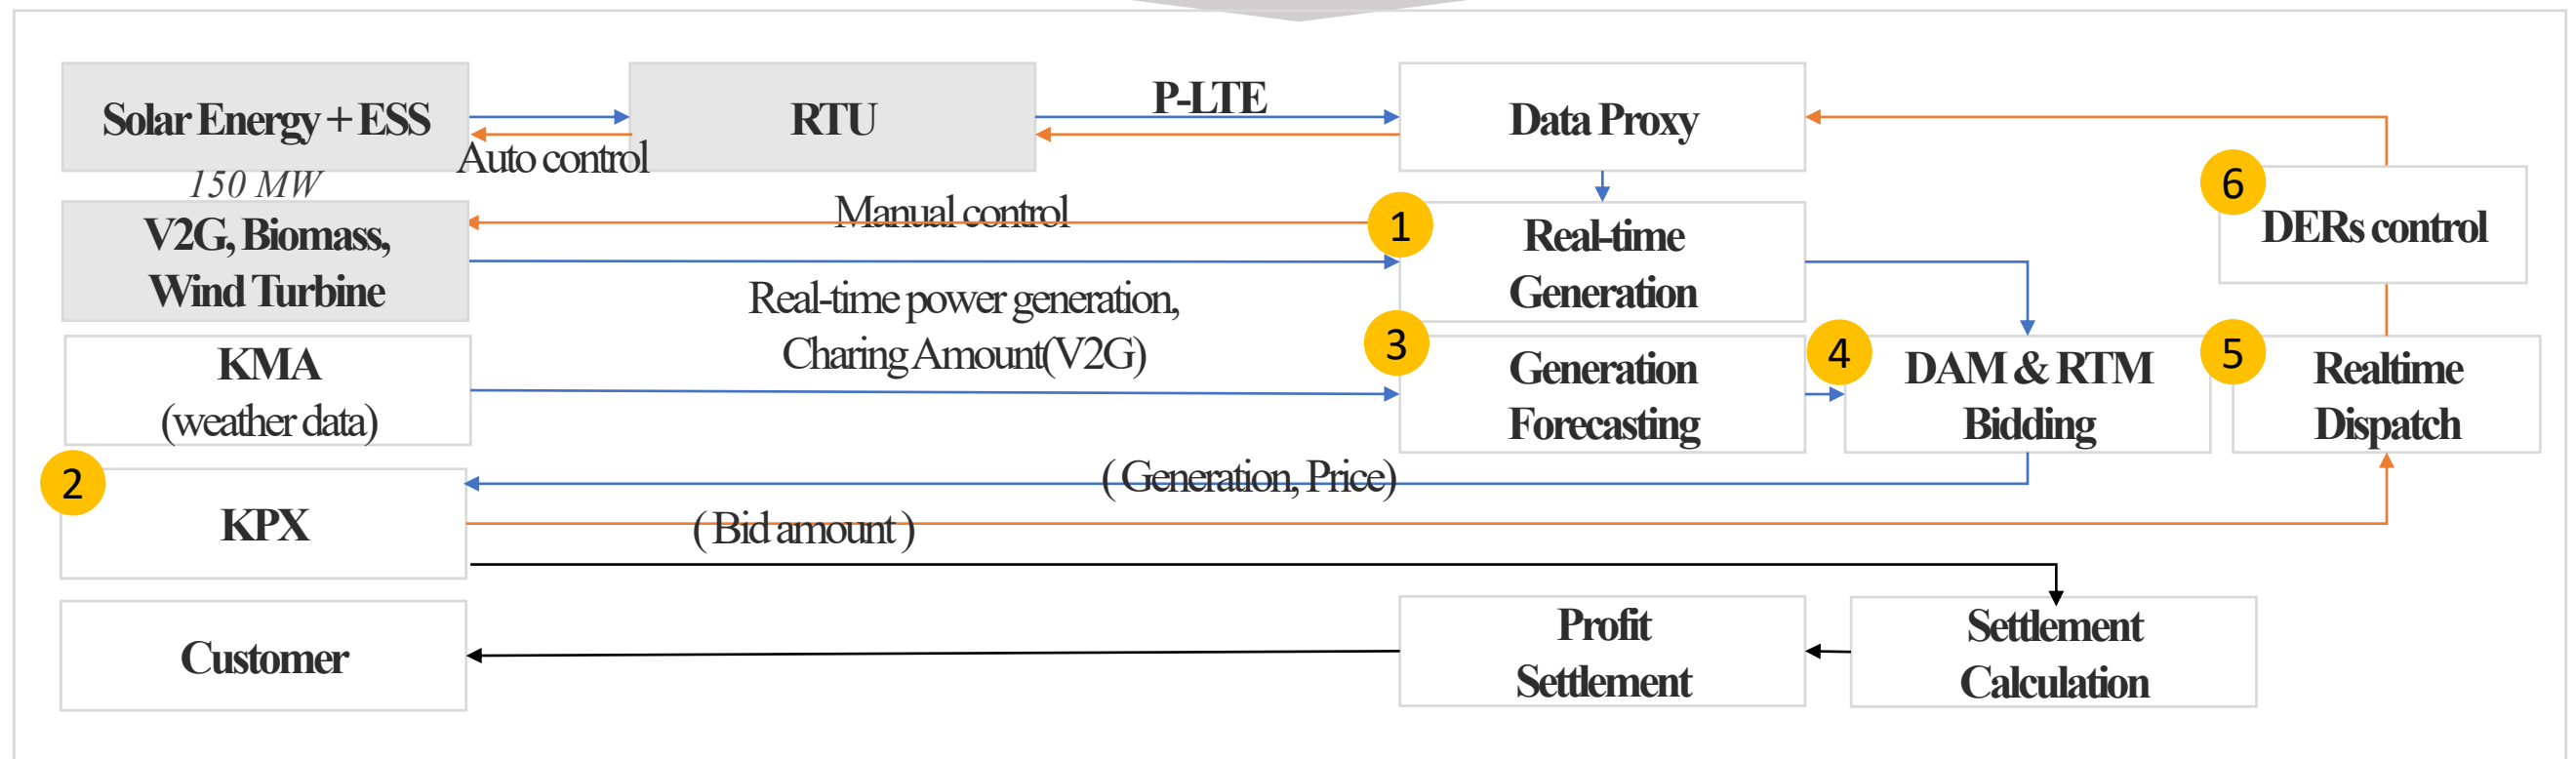 Solar Energy + ESS
RTU
P-LTE
Data Proxy
Auto control
150 MW
6
DERs control
V2G, Biomass,
Wind Turbine
Manual control
1
Real-time
Generation
Real-time power generation,
Charing Amount(V2G)
KMA
(weather data)
3
Generation
Forecasting
4
DAM & RTM
Bidding
5
Realtime
Dispatch
2
KPX
( Generation, Price)
( Bid amount )
Customer
Profit
Settlement
Settlement
Calculation